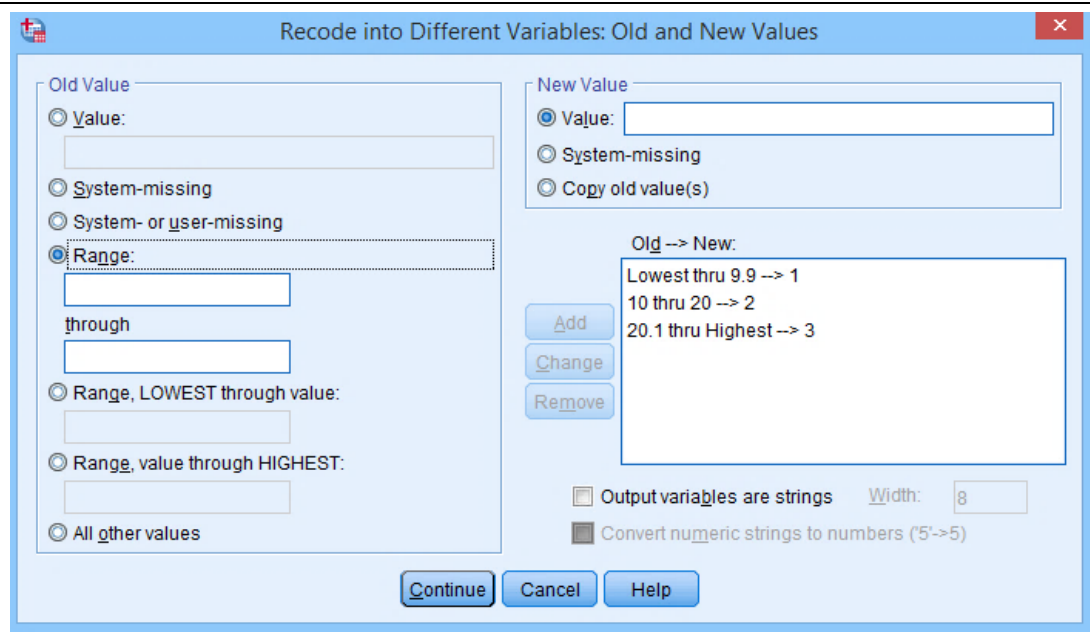 Recode into Different Variables: Old and New Values
Old Value
Value:
System-missing
System- or user-missing
Range:
through
Range, LOWEST through value:
Range, value through HIGHEST:
All other values
New Value
Value:
System-missing
Copy old value(s)
Old --> New:
Lowest thru 9.9 --> 1
10 thru 20 --> 2
20.1 thru Highest --> 3
Add
Change
Remove
Output variables are strings Width: 8
Convert numeric strings to numbers ('5'->5)
Continue Cancel Help